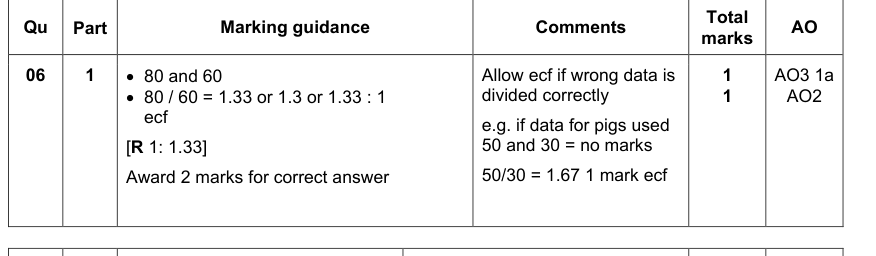 Qu Part Marking guidance Comments Total marks AO
06 1
• 80 and 60
• 80 / 60 = 1.33 or 1.3 or 1.33 : 1
ecf
[R 1: 1.33]
Award 2 marks for correct answer
Allow ecf if wrong data is
divided correctly
e.g. if data for pigs used
50 and 30 = no marks
50/30 = 1.67 1 mark ecf
1
1
AO3 1a
AO2